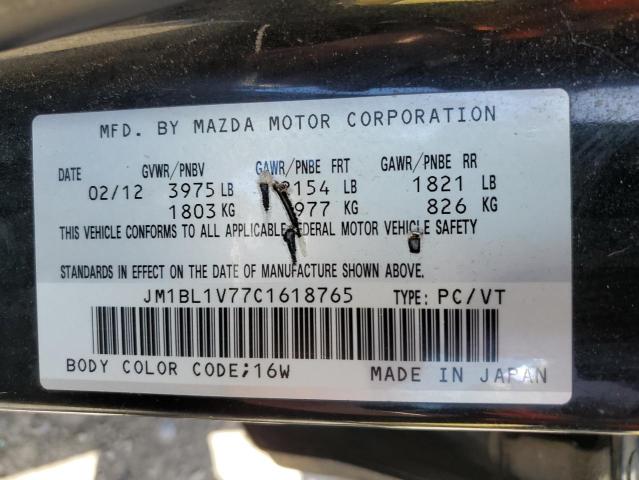 MFD. BY MAZDA MOTOR CORPORATION
DATE GVWR/PNBV GAWR/PNBE FRT GAWR/PNBE RR
02/12 3975 LB 154 LB 1821 LB
1803 KG 977 KG 826 KG
THIS VEHICLE CONFORMS TO ALL APPLICABLE FEDERAL MOTOR VEHICLE SAFETY
STANDARDS IN EFFECT ON THE DATE OF MANUFACTURE SHOWN ABOVE.
JM1BL1V77C1618765 TYPE: PC/VT
BODY COLOR CODE;16W MADE IN JAPAN